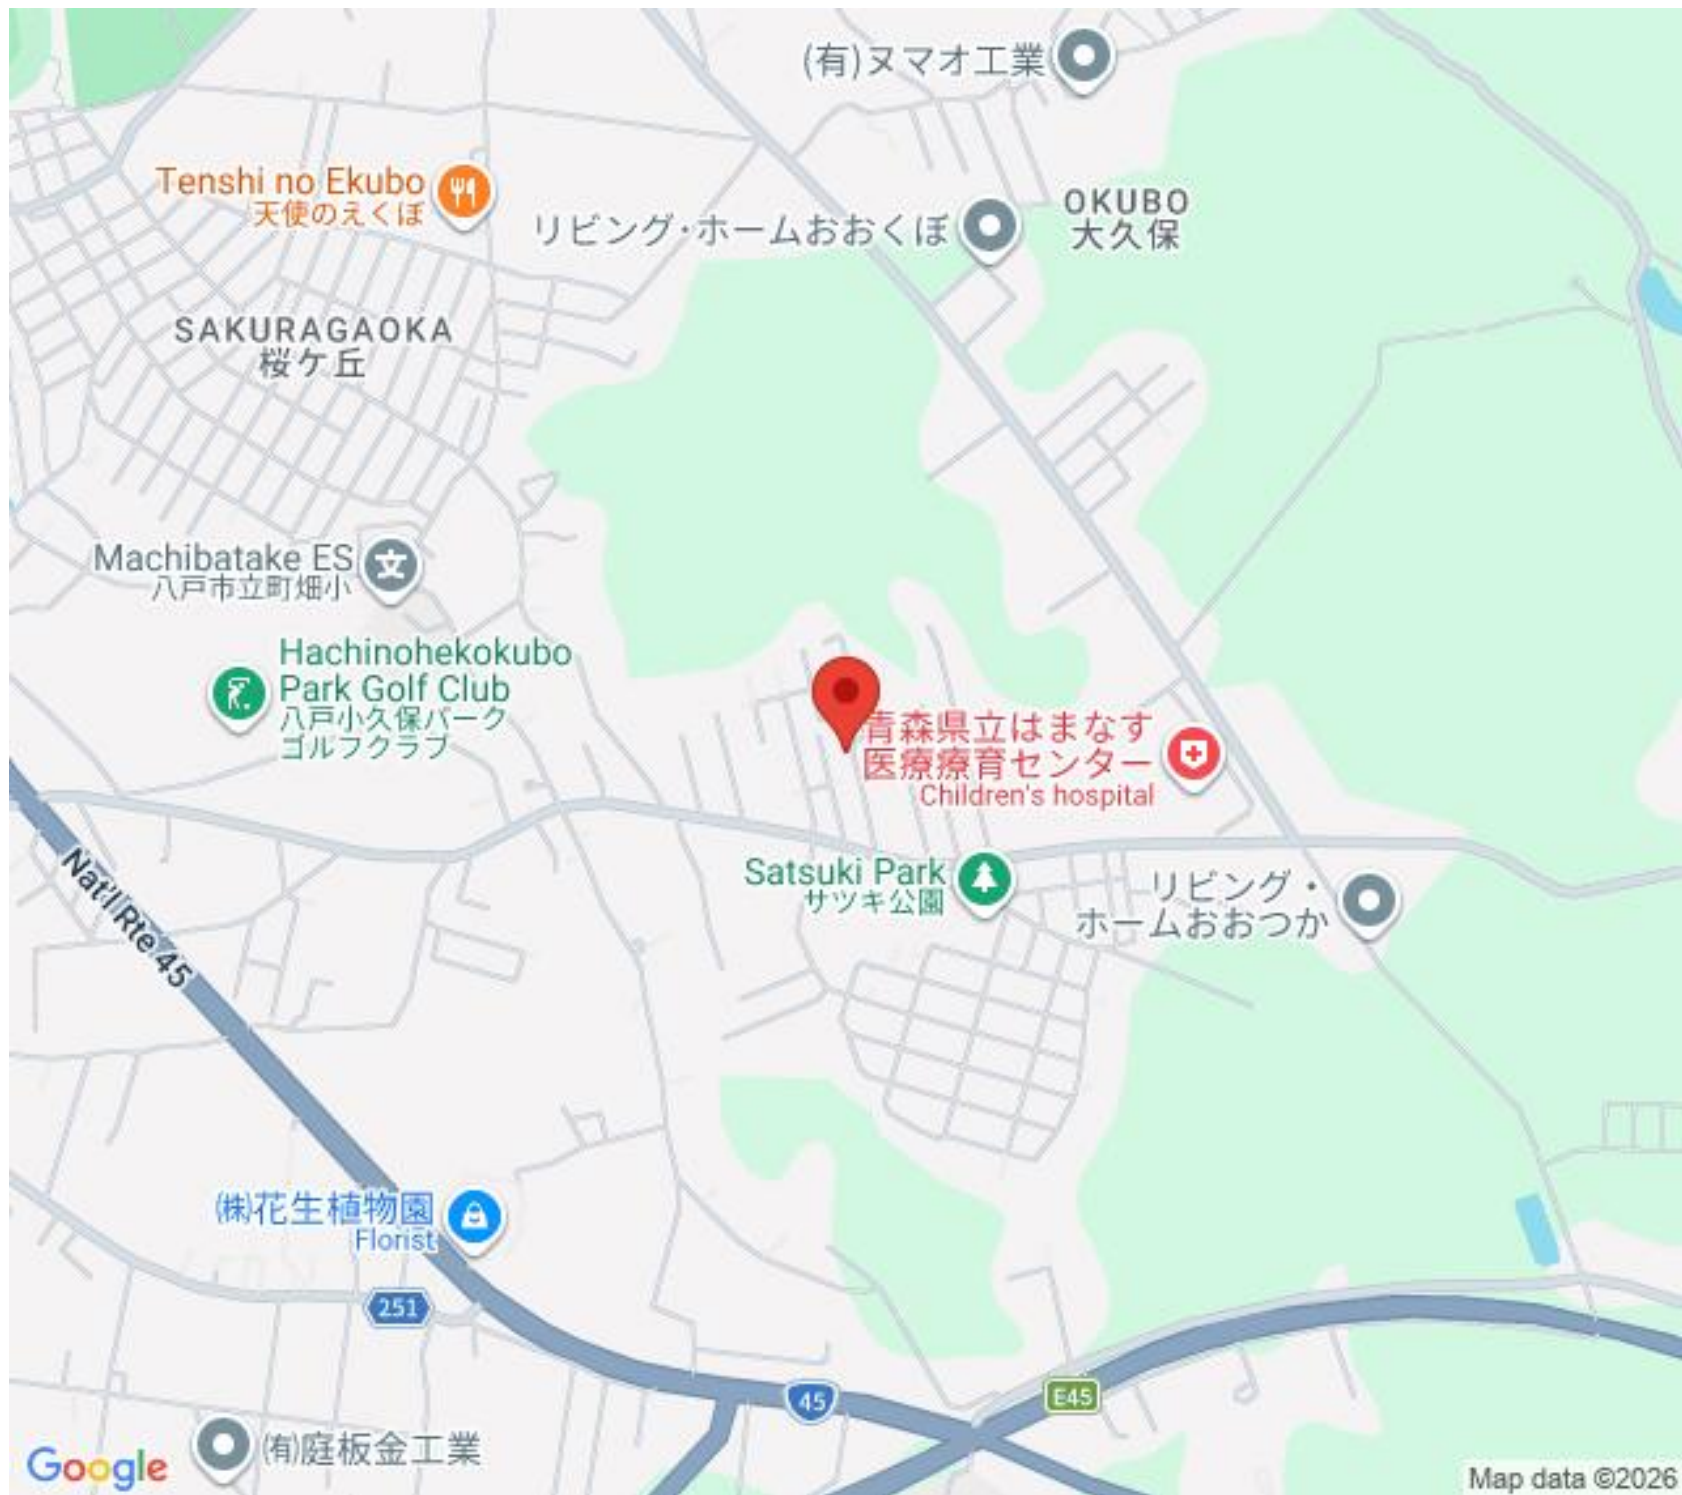 (有)ヌマオ工業
Tenshi no Ekubo
天使のえくぼ
リビング・ホームおおくぼ
OKUBO
大久保
SAKURAGAOKA
桜ケ丘
Machibatake ES
八戸市立町畑小
Hachinohekokubo
Park Golf Club
八戸小久保パーク
ゴルフクラブ
青森県立はまなす
医療療育センター
Children's hospital
Satsuki Park
サツキ公園
リビング・
ホームおおつか
Nat'l Rte 45
㈱花生植物園
Florist
251
45
E45
㈲庭板金工業
Google
Map data ©2026